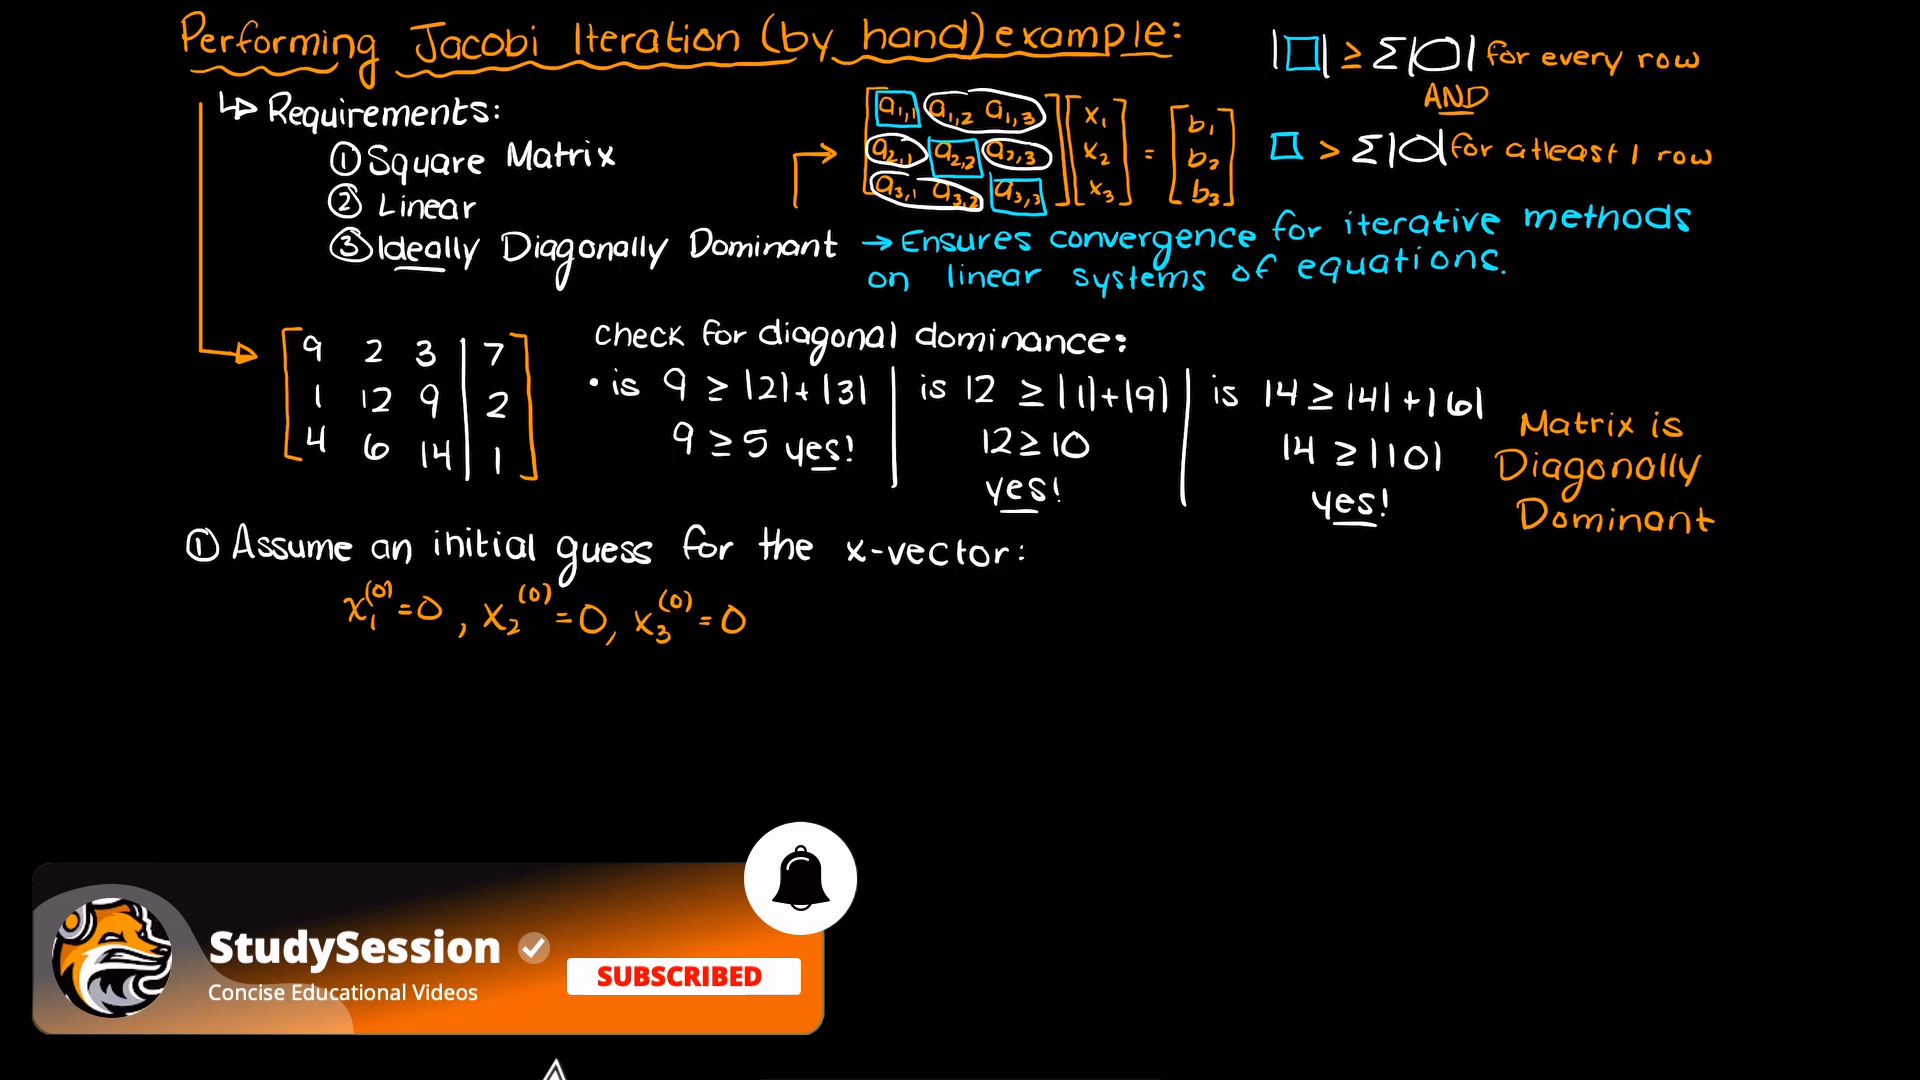 Performing Jacobi Iteration (by hand) example:
↳ Requirements:
① Square Matrix
② Linear
③ Ideally Diagonally Dominant → Ensures convergence for iterative methods
on linear systems of equations.
[a1,1 a1,2 a1,3] [x1] = [b1]
[a2,1 a2,2 a2,3] [x2] [b2]
[a3,1 a3,2 a3,3] [x3] [b3]
|□| ≥ Σ|○| for every row
AND
□ > Σ|○| for atleast 1 row
[9 2 3 | 7]
[1 12 9 | 2]
[4 6 14 | 1]
check for diagonal dominance:
• is 9 ≥ |2|+|3|
9 ≥ 5 yes!
is 12 ≥ |1|+|9|
12 ≥ 10
yes!
is 14 ≥ |4|+|6|
14 ≥ |10|
yes!
Matrix is
Diagonally
Dominant
① Assume an initial guess for the x-vector:
x1^(0) = 0, x2^(0) = 0, x3^(0) = 0
StudySession
Concise Educational Videos
SUBSCRIBED